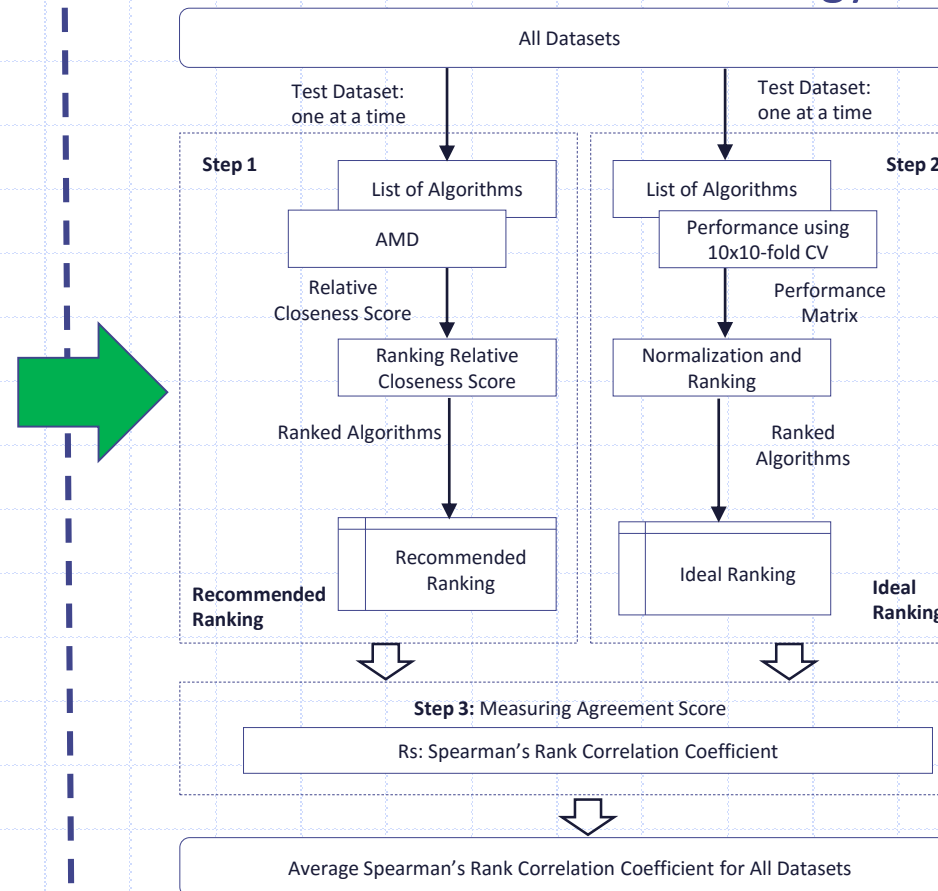 All Datasets
Test Dataset:
one at a time
Test Dataset:
one at a time
Step 1
List of Algorithms
AMD
Relative
Closeness Score
Ranking Relative
Closeness Score
Ranked Algorithms
Recommended
Ranking
Recommended
Ranking
Step 2
List of Algorithms
Performance using
10x10-fold CV
Performance
Matrix
Normalization and
Ranking
Ranked
Algorithms
Ideal Ranking
Ideal
Ranking
Step 3: Measuring Agreement Score
Rs: Spearman's Rank Correlation Coefficient
Average Spearman's Rank Correlation Coefficient for All Datasets